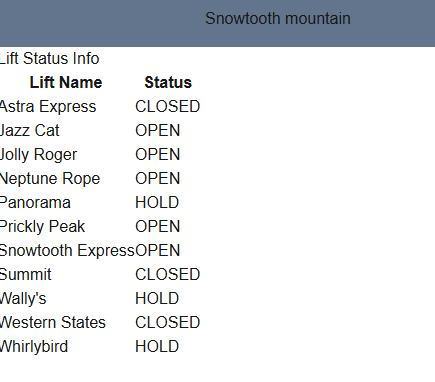 Snowtooth mountain
Lift Status Info
Lift Name Status
Astra Express CLOSED
Jazz Cat OPEN
Jolly Roger OPEN
Neptune Rope OPEN
Panorama HOLD
Prickly Peak OPEN
Snowtooth Express OPEN
Summit CLOSED
Wally's HOLD
Western States CLOSED
Whirlybird HOLD